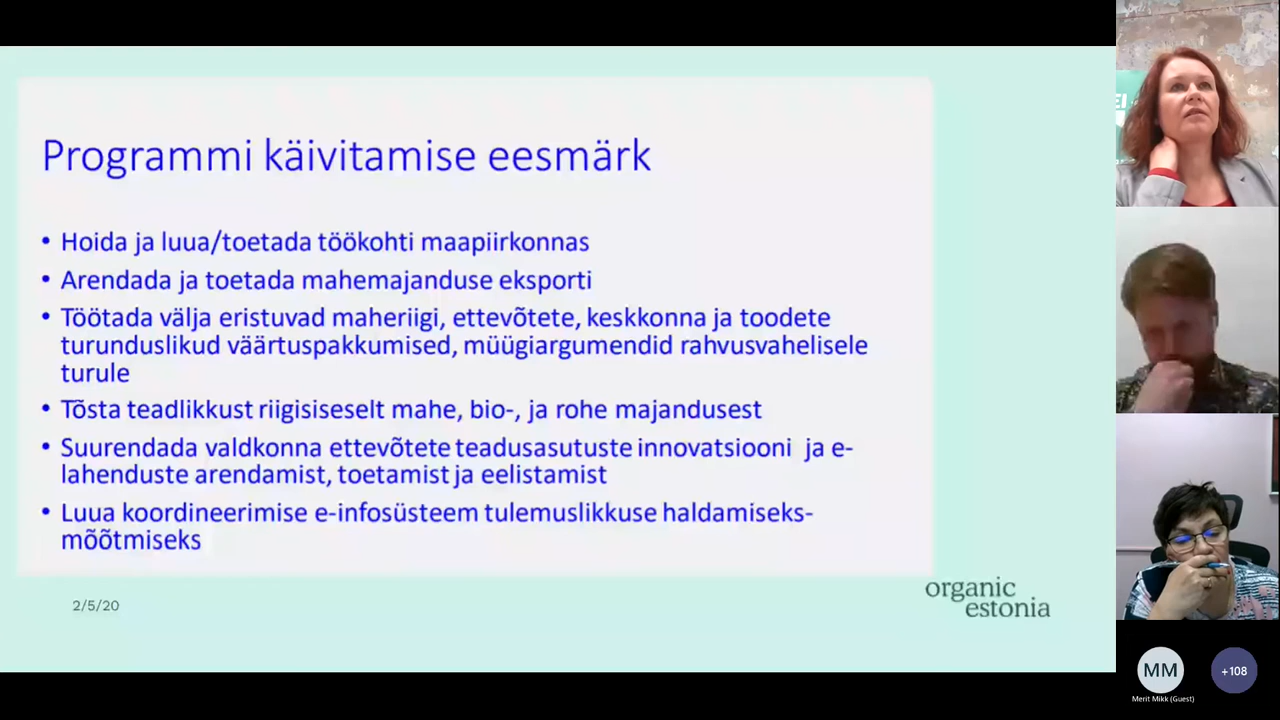 Programmi käivitamise eesmärk
• Hoida ja luua/toetada töökohti maapiirkonnas
• Arendada ja toetada mahemajanduse eksporti
• Töötada välja eristuvad maheriigi, ettevõtete, keskkonna ja toodete
turunduslikud väärtuspakkumised, müügiargumendid rahvusvahelisele
turule
• Tõsta teadlikkust riigisiseselt mahe, bio-, ja rohe majandusest
• Suurendada valdkonna ettevõtete teadusasutuste innovatsiooni ja e-
lahenduste arendamist, toetamist ja eelistamist
• Luua koordineerimise e-infosüsteem tulemuslikkuse haldamiseks-
mõõtmiseks
2/5/20
organic
estonia
MM
+108
Merit Mikk (Guest)